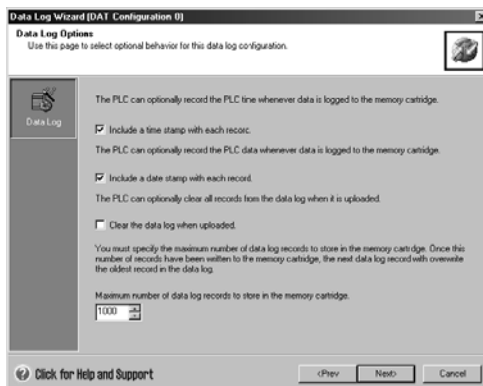 Data Log Wizard (DAT Configuration 0)
Data Log Options
Use this page to select optional behavior for this data log configuration.
Data Log
The PLC can optionally record the PLC time whenever data is logged to the memory cartridge.
Include a time stamp with each record.
The PLC can optionally record the PLC data whenever data is logged to the memory cartridge.
Include a date stamp with each record.
The PLC can optionally clear all records from the data log when it is uploaded.
Clear the data log when uploaded.
You must specify the maximum number of data log records to store in the memory cartridge. Once this
number of records have been written to the memory cartridge, the next data log record with overwrite
the oldest record in the data log.
Maximum number of data log records to store in the memory cartridge.
1000
Click for Help and Support
<Prev Next> Cancel